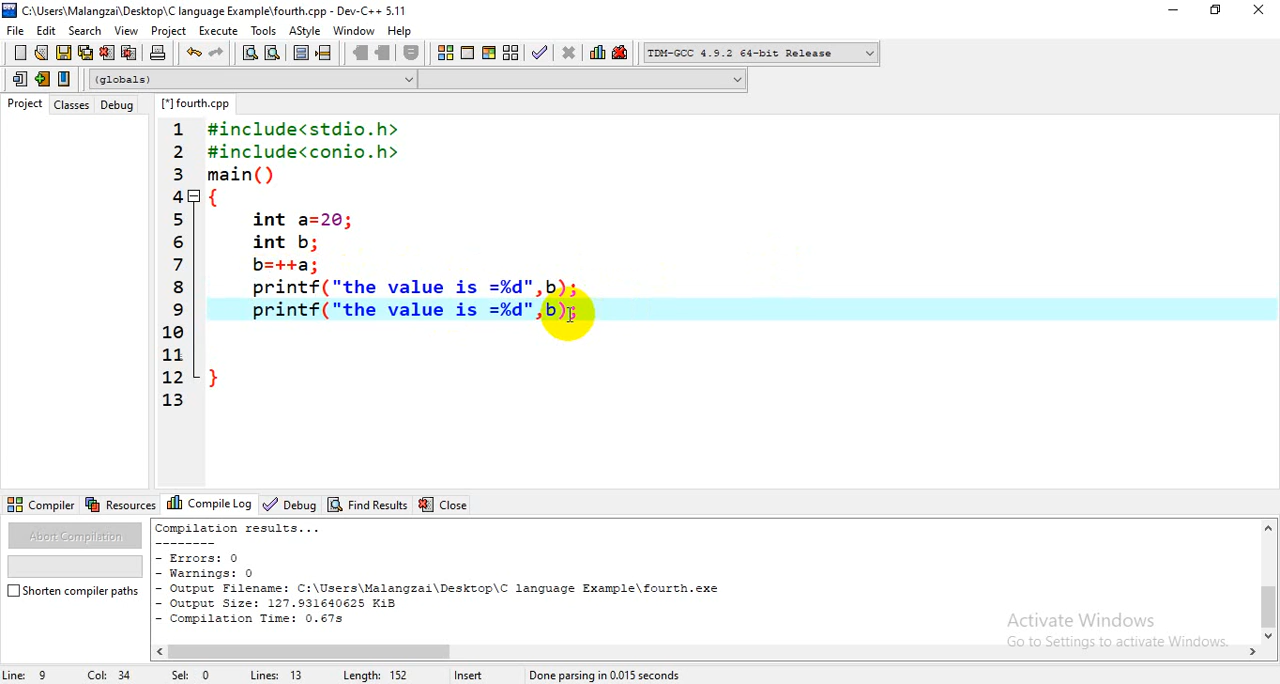 C:\Users\Malangzai\Desktop\C language Example\fourth.cpp - Dev-C++ 5.11
File Edit Search View Project Execute Tools AStyle Window Help
TDM-GCC 4.9.2 64-bit Release
(globals)
Project Classes Debug [*] fourth.cpp
1 #include<stdio.h>
2 #include<conio.h>
3 main()
4 {
5 int a=20;
6 int b;
7 b=++a;
8 printf("the value is =%d",b);
9 printf("the value is =%d",b);
10
11
12 }
13
Compiler Resources Compile Log Debug Find Results Close
Abort Compilation
Shorten compiler paths
Compilation results...
--------
- Errors: 0
- Warnings: 0
- Output Filename: C:\Users\Malangzai\Desktop\C language Example\fourth.exe
- Output Size: 127.931640625 KiB
- Compilation Time: 0.67s
Activate Windows
Go to Settings to activate Windows.
Line: 9 Col: 34 Sel: 0 Lines: 13 Length: 152 Insert Done parsing in 0.015 seconds